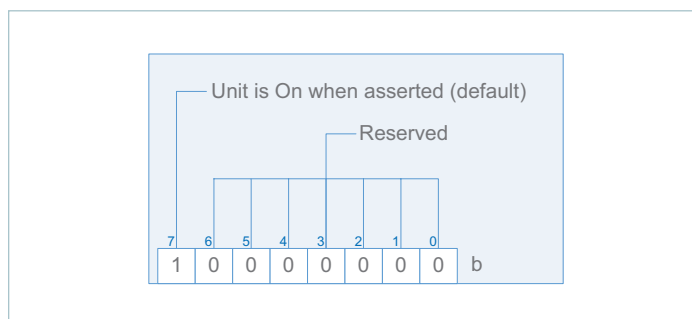 Unit is On when asserted (default)
Reserved
7 6 5 4 3 2 1 0
1 0 0 0 0 0 0 0 b